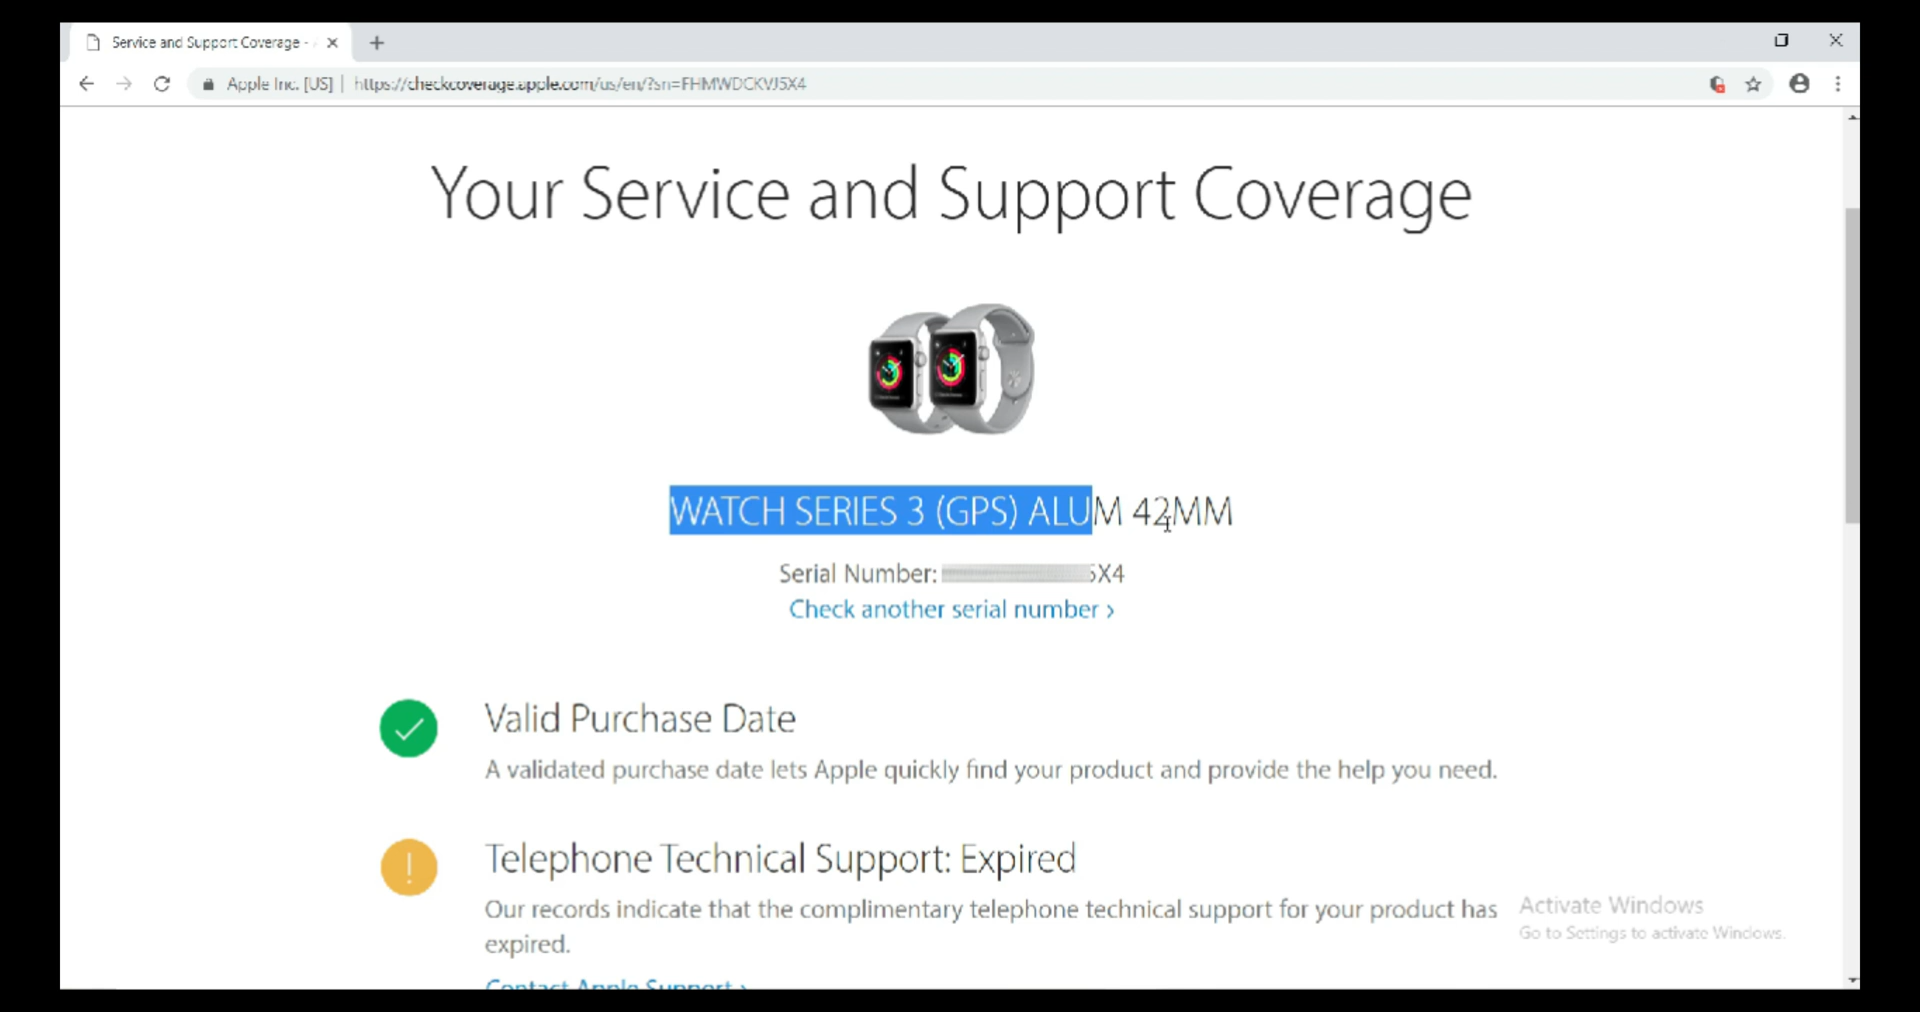 Service and Support Coverage -
Apple Inc. [US] | https://checkcoverage.apple.com/us/en/?sn=FHMWDCKVJ5X4
Your Service and Support Coverage
WATCH SERIES 3 (GPS) ALUM 42MM
Serial Number: 5X4
Check another serial number ›
Valid Purchase Date
A validated purchase date lets Apple quickly find your product and provide the help you need.
Telephone Technical Support: Expired
Our records indicate that the complimentary telephone technical support for your product has
expired.
Contact Apple Support ›
Activate Windows
Go to Settings to activate Windows.